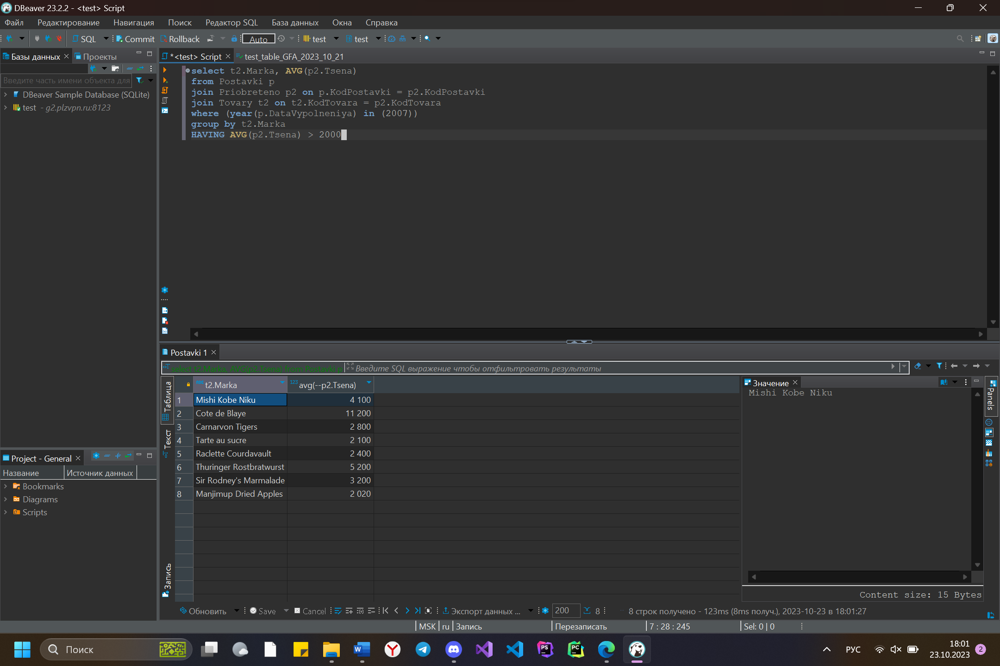 DBeaver 23.2.2 - <test> Script
Файл Редактирование Навигация Поиск Редактор SQL База данных Окна Справка
SQL Commit Rollback Auto test test
Базы данных Проекты
*<test> Script test_table_GFA_2023_10_21
Введите часть имени объекта для
DBeaver Sample Database (SQLite)
test - g2.plzvpn.ru:8123
select t2.Marka, AVG(p2.Tsena)
from Postavki p
join Priobreteno p2 on p.KodPostavki = p2.KodPostavki
join Tovary t2 on t2.KodTovara = p2.KodTovara
where (year(p.DataVypolneniya) in (2007))
group by t2.Marka
HAVING AVG(p2.Tsena) > 2000
Project - General
Название Источник данных
Bookmarks
Diagrams
Scripts
Postavki 1
select t2.Marka, AVG(p2.Tsena) from Postavki p
Введите SQL выражение чтобы отфильтровать результаты
Таблица
Текст
Запись
t2.Marka 123 avg(--p2.Tsena)
1 Mishi Kobe Niku 4 100
2 Cote de Blaye 11 200
3 Carnarvon Tigers 2 800
4 Tarte au sucre 2 100
5 Raclette Courdavault 2 400
6 Thuringer Rostbratwurst 5 200
7 Sir Rodney's Marmalade 3 200
8 Manjimup Dried Apples 2 020
Значение
Mishi Kobe Niku
Content size: 15 Bytes
Panels
Обновить Save Cancel Экспорт данных ... 200 8 8 строк получено - 123ms (8ms получ.), 2023-10-23 в 18:01:27
MSK ru Запись Перезаписать 7 : 28 : 245 Sel: 0 | 0
Поиск
W
PS
PC
РУС
18:01
23.10.2023
2